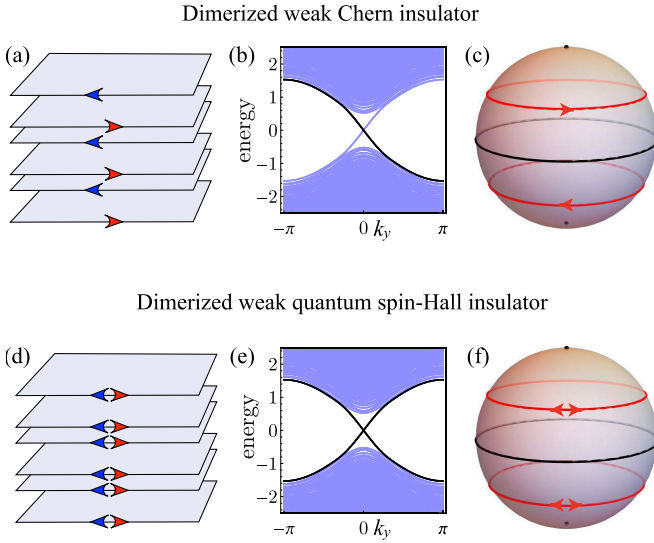 Dimerized weak Chern insulator
(a)
(b)
(c)
energy
2
1
0
−1
−2
−π
0
k_y
π
Dimerized weak quantum spin-Hall insulator
(d)
(e)
(f)
energy
2
1
0
−1
−2
−π
0
k_y
π